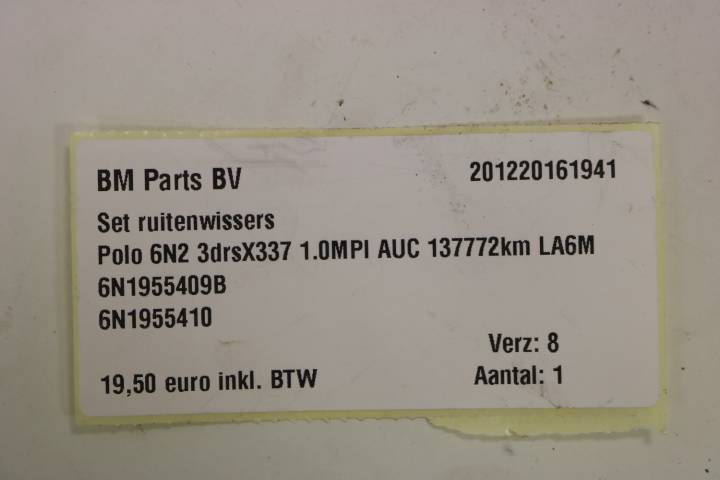 BM Parts BV 201220161941
Set ruitenwissers
Polo 6N2 3drsX337 1.0MPI AUC 137772km LA6M
6N1955409B
6N1955410
Verz: 8
19,50 euro inkl. BTW Aantal: 1